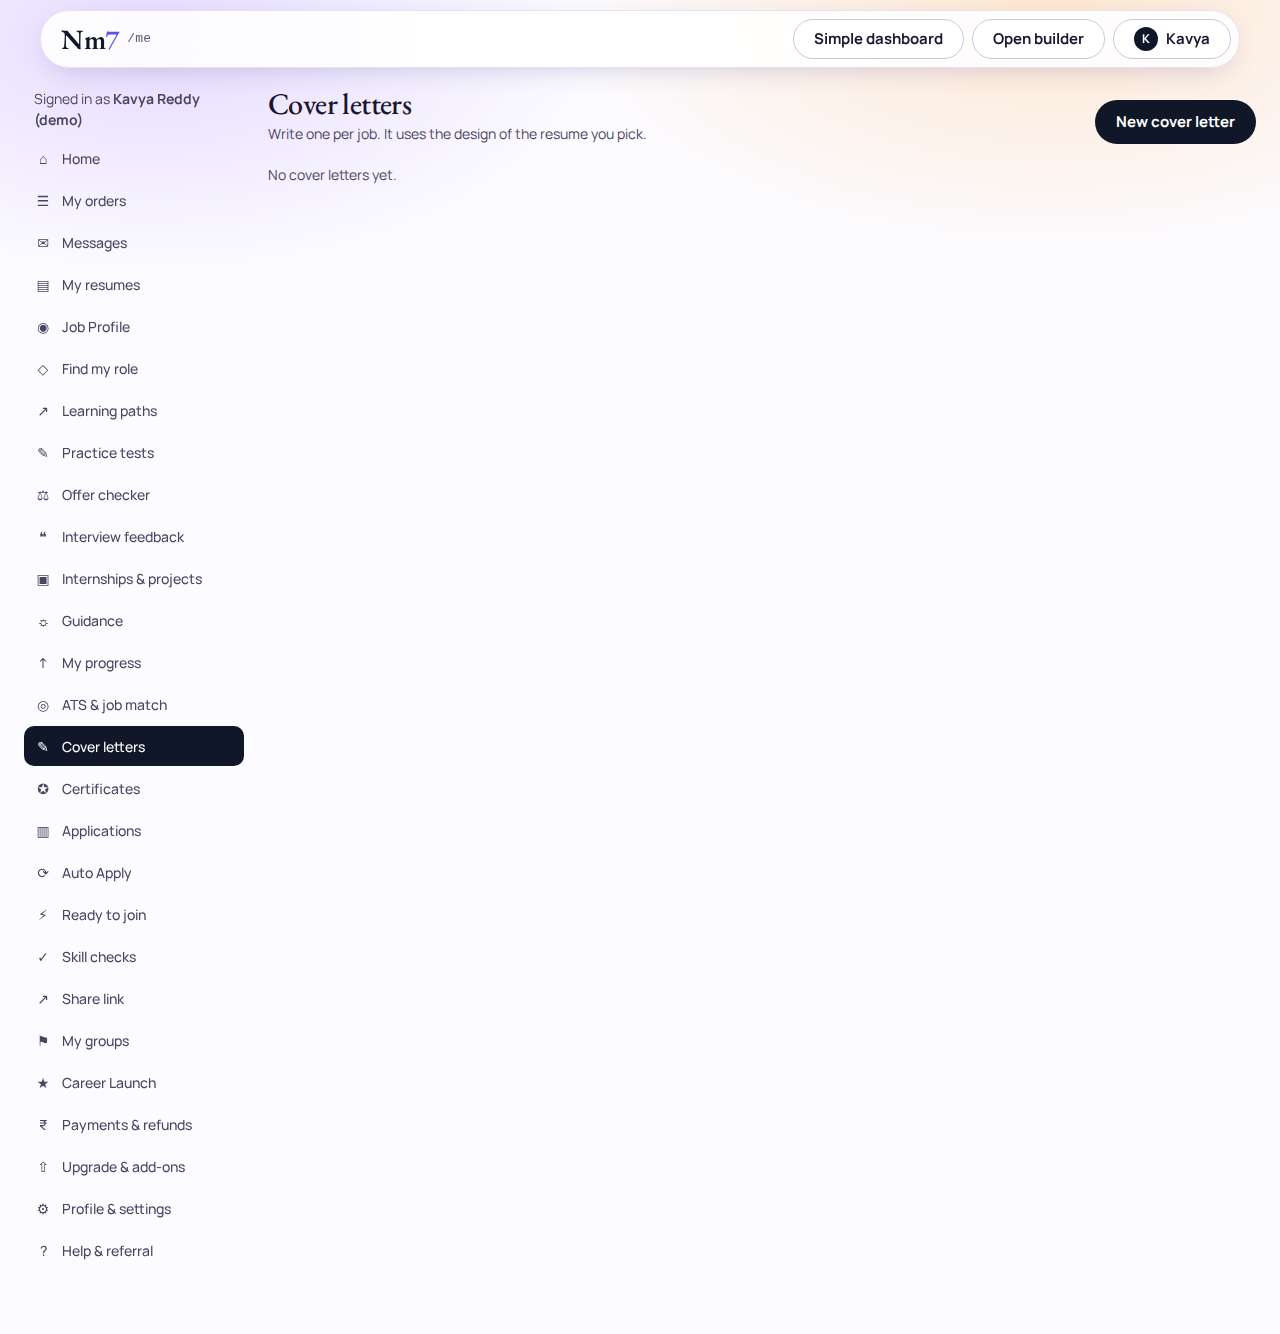 Nm7 /me
Simple dashboard
Open builder
K Kavya
Signed in as Kavya Reddy
(demo)
Home
My orders
Messages
My resumes
Job Profile
Find my role
Learning paths
Practice tests
Offer checker
Interview feedback
Internships & projects
Guidance
My progress
ATS & job match
Cover letters
Certificates
Applications
Auto Apply
Ready to join
Skill checks
Share link
My groups
Career Launch
₹ Payments & refunds
Upgrade & add-ons
Profile & settings
? Help & referral
Cover letters
Write one per job. It uses the design of the resume you pick.
New cover letter
No cover letters yet.